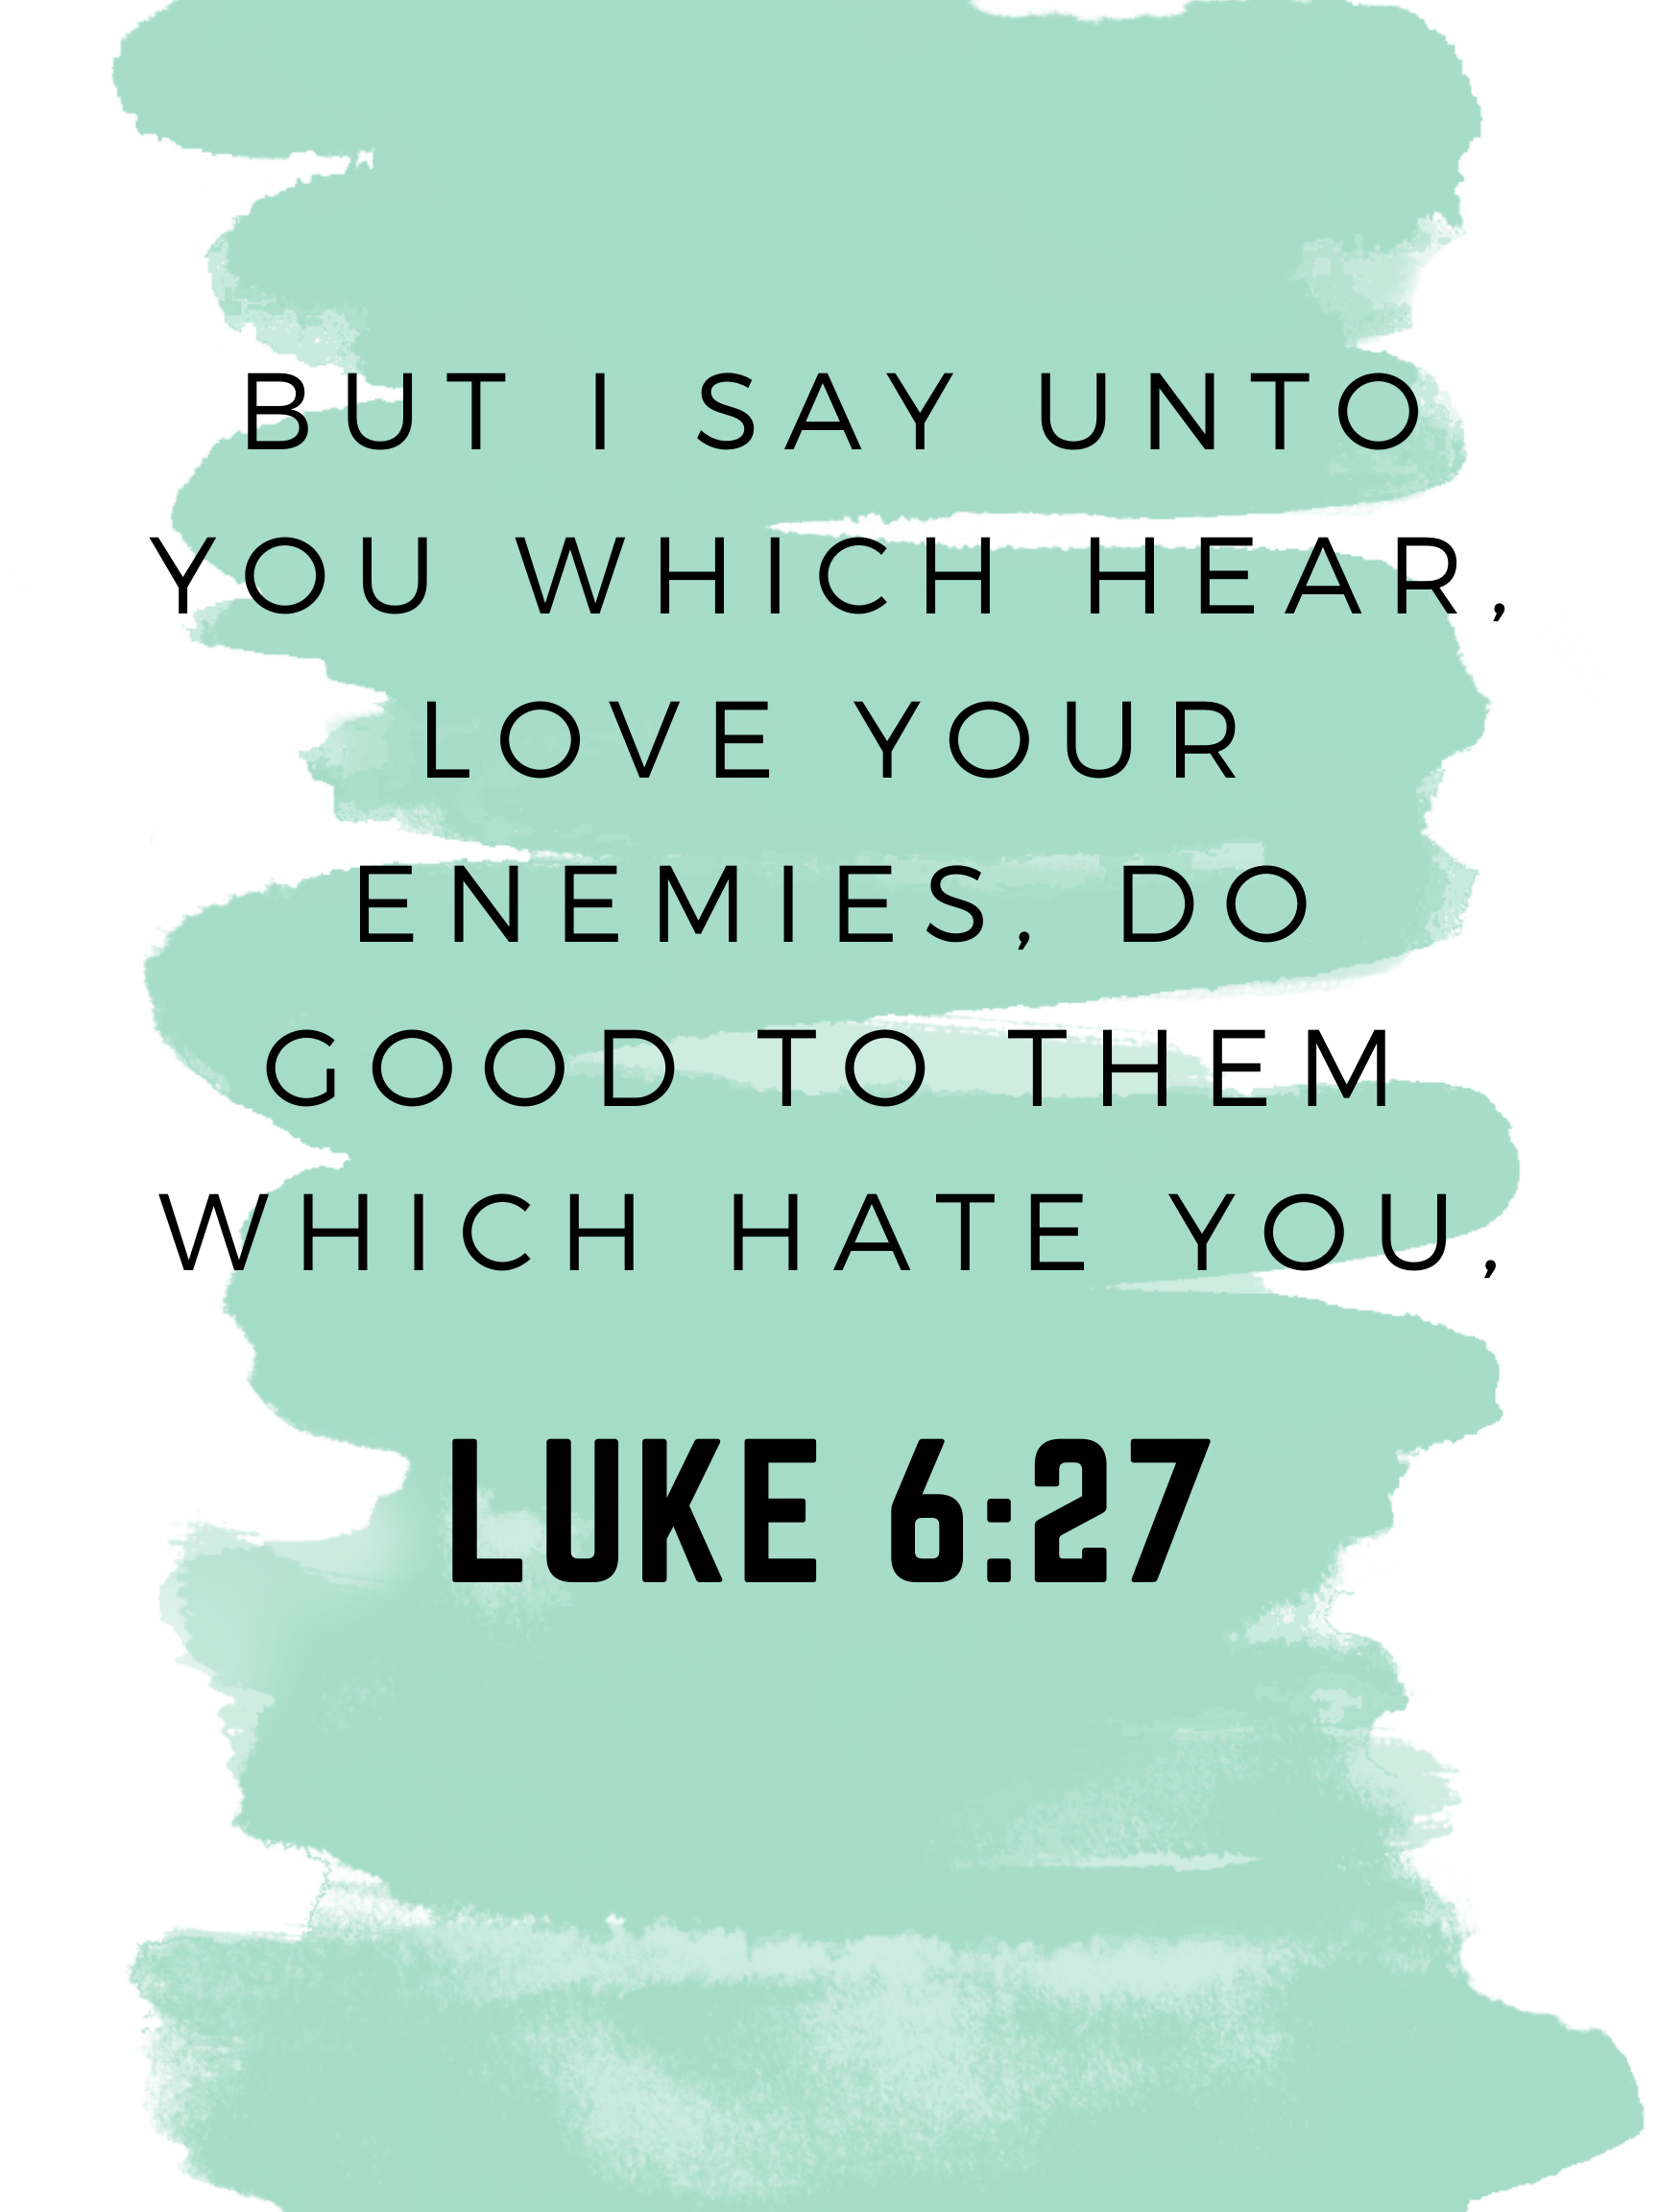 BUT I SAY UNTO
YOU WHICH HEAR,
LOVE YOUR
ENEMIES, DO
GOOD TO THEM
WHICH HATE YOU,
LUKE 6:27